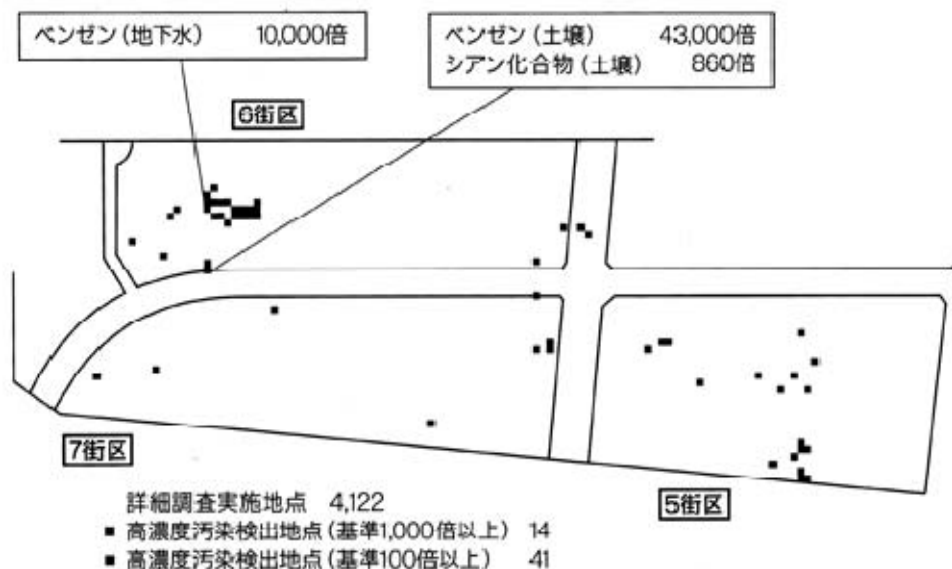 ベンゼン(地下水) 10,000倍
ベンゼン(土壌) 43,000倍
シアン化合物(土壌) 860倍
6街区
7街区
5街区
詳細調査実施地点 4,122
■ 高濃度汚染検出地点(基準1,000倍以上) 14
■ 高濃度汚染検出地点(基準100倍以上) 41